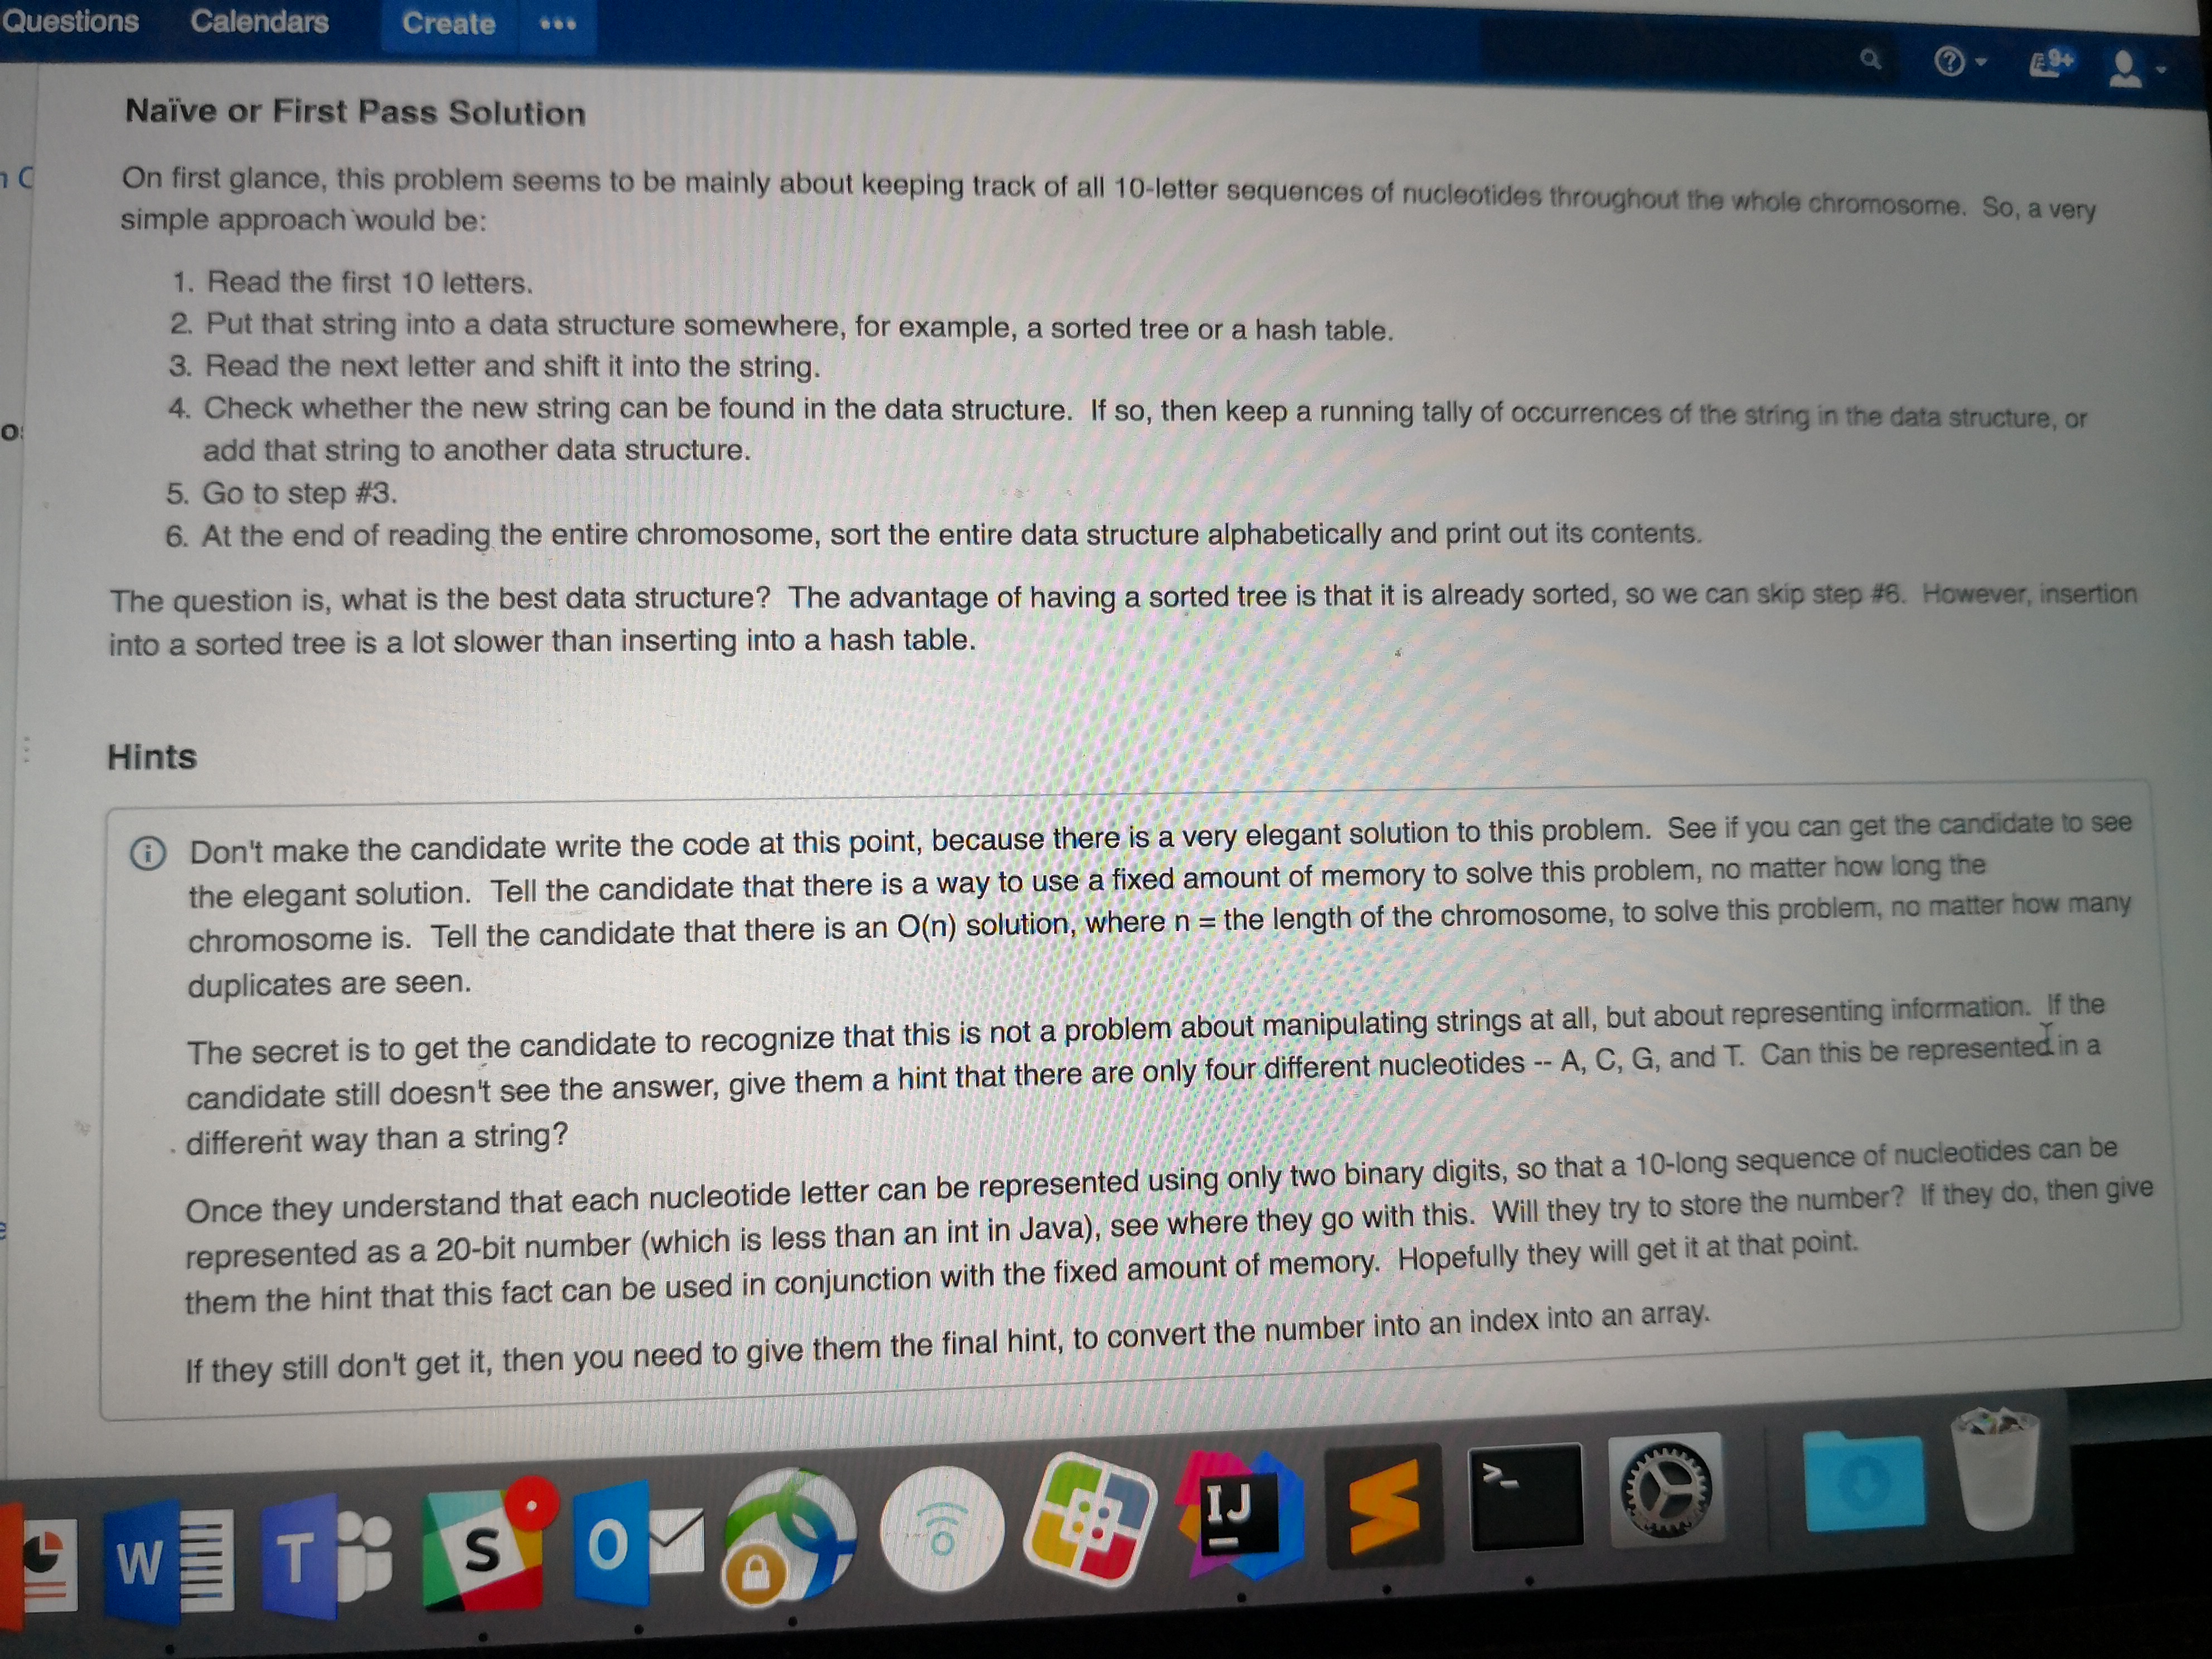 Questions Calendars Create •••
9+
Naïve or First Pass Solution
On first glance, this problem seems to be mainly about keeping track of all 10-letter sequences of nucleotides throughout the whole chromosome. So, a very
simple approach would be:
1. Read the first 10 letters.
2. Put that string into a data structure somewhere, for example, a sorted tree or a hash table.
3. Read the next letter and shift it into the string.
4. Check whether the new string can be found in the data structure. If so, then keep a running tally of occurrences of the string in the data structure, or
add that string to another data structure.
5. Go to step #3.
6. At the end of reading the entire chromosome, sort the entire data structure alphabetically and print out its contents.
The question is, what is the best data structure? The advantage of having a sorted tree is that it is already sorted, so we can skip step #6. However, insertion
into a sorted tree is a lot slower than inserting into a hash table.
Hints
Don't make the candidate write the code at this point, because there is a very elegant solution to this problem. See if you can get the candidate to see
the elegant solution. Tell the candidate that there is a way to use a fixed amount of memory to solve this problem, no matter how long the
chromosome is. Tell the candidate that there is an O(n) solution, where n = the length of the chromosome, to solve this problem, no matter how many
duplicates are seen.
The secret is to get the candidate to recognize that this is not a problem about manipulating strings at all, but about representing information. If the
candidate still doesn't see the answer, give them a hint that there are only four different nucleotides -- A, C, G, and T. Can this be represented in a
different way than a string?
Once they understand that each nucleotide letter can be represented using only two binary digits, so that a 10-long sequence of nucleotides can be
represented as a 20-bit number (which is less than an int in Java), see where they go with this. Will they try to store the number? If they do, then give
them the hint that this fact can be used in conjunction with the fixed amount of memory. Hopefully they will get it at that point.
If they still don't get it, then you need to give them the final hint, to convert the number into an index into an array.
W T S O IJ >_